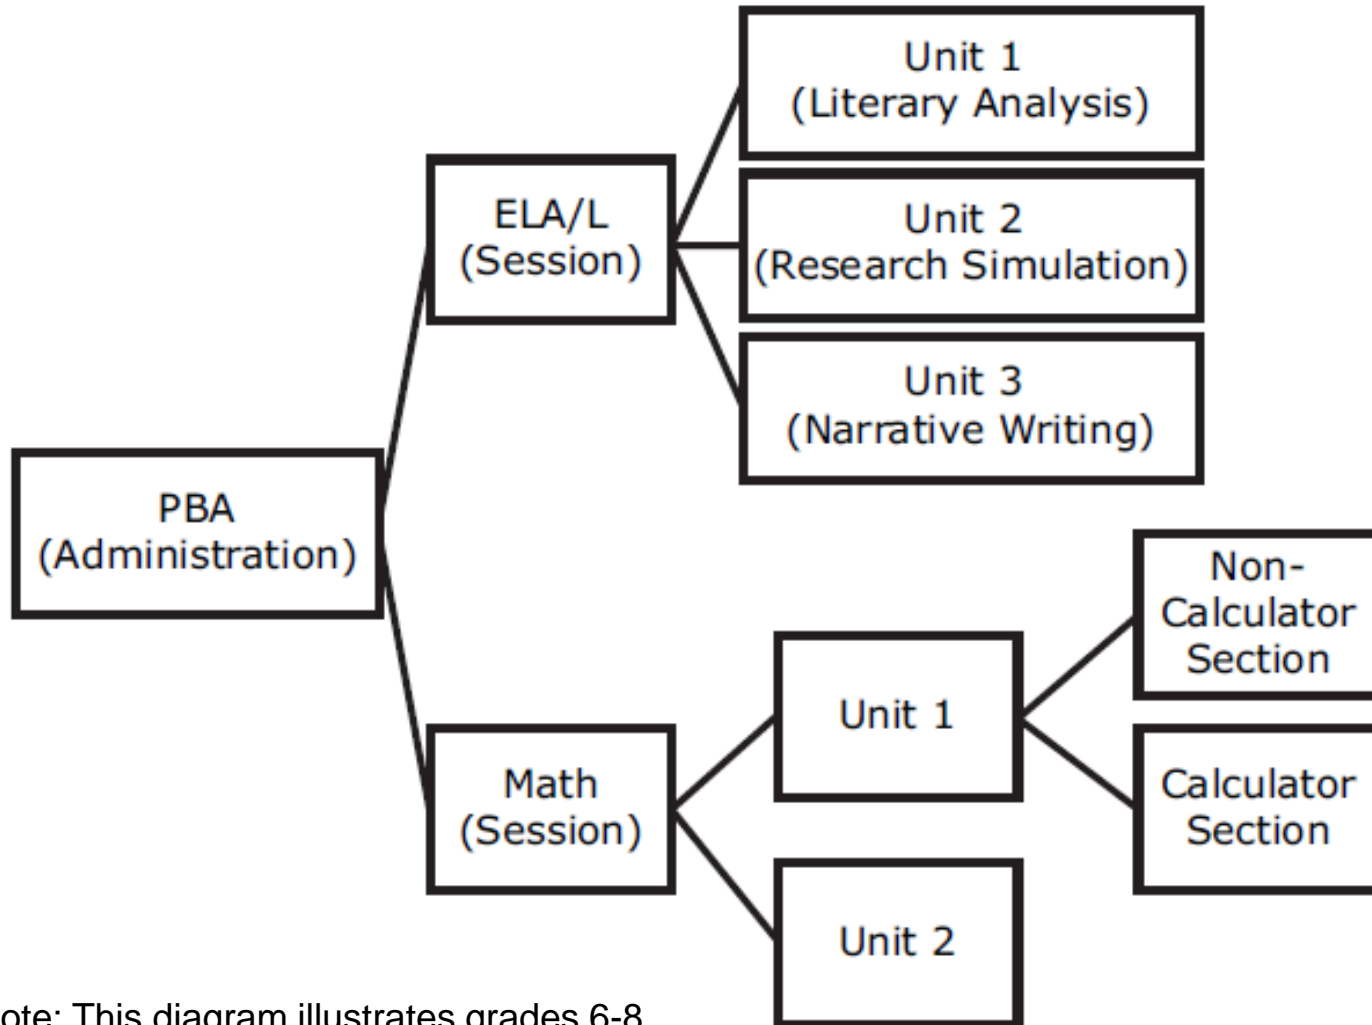 Unit 1
(Literary Analysis)
ELA/L
(Session)
Unit 2
(Research Simulation)
Unit 3
(Narrative Writing)
PBA
(Administration)
Non-
Calculator
Section
Unit 1
Math
(Session)
Calculator
Section
Unit 2
ote: This diagram illustrates grades 6-8